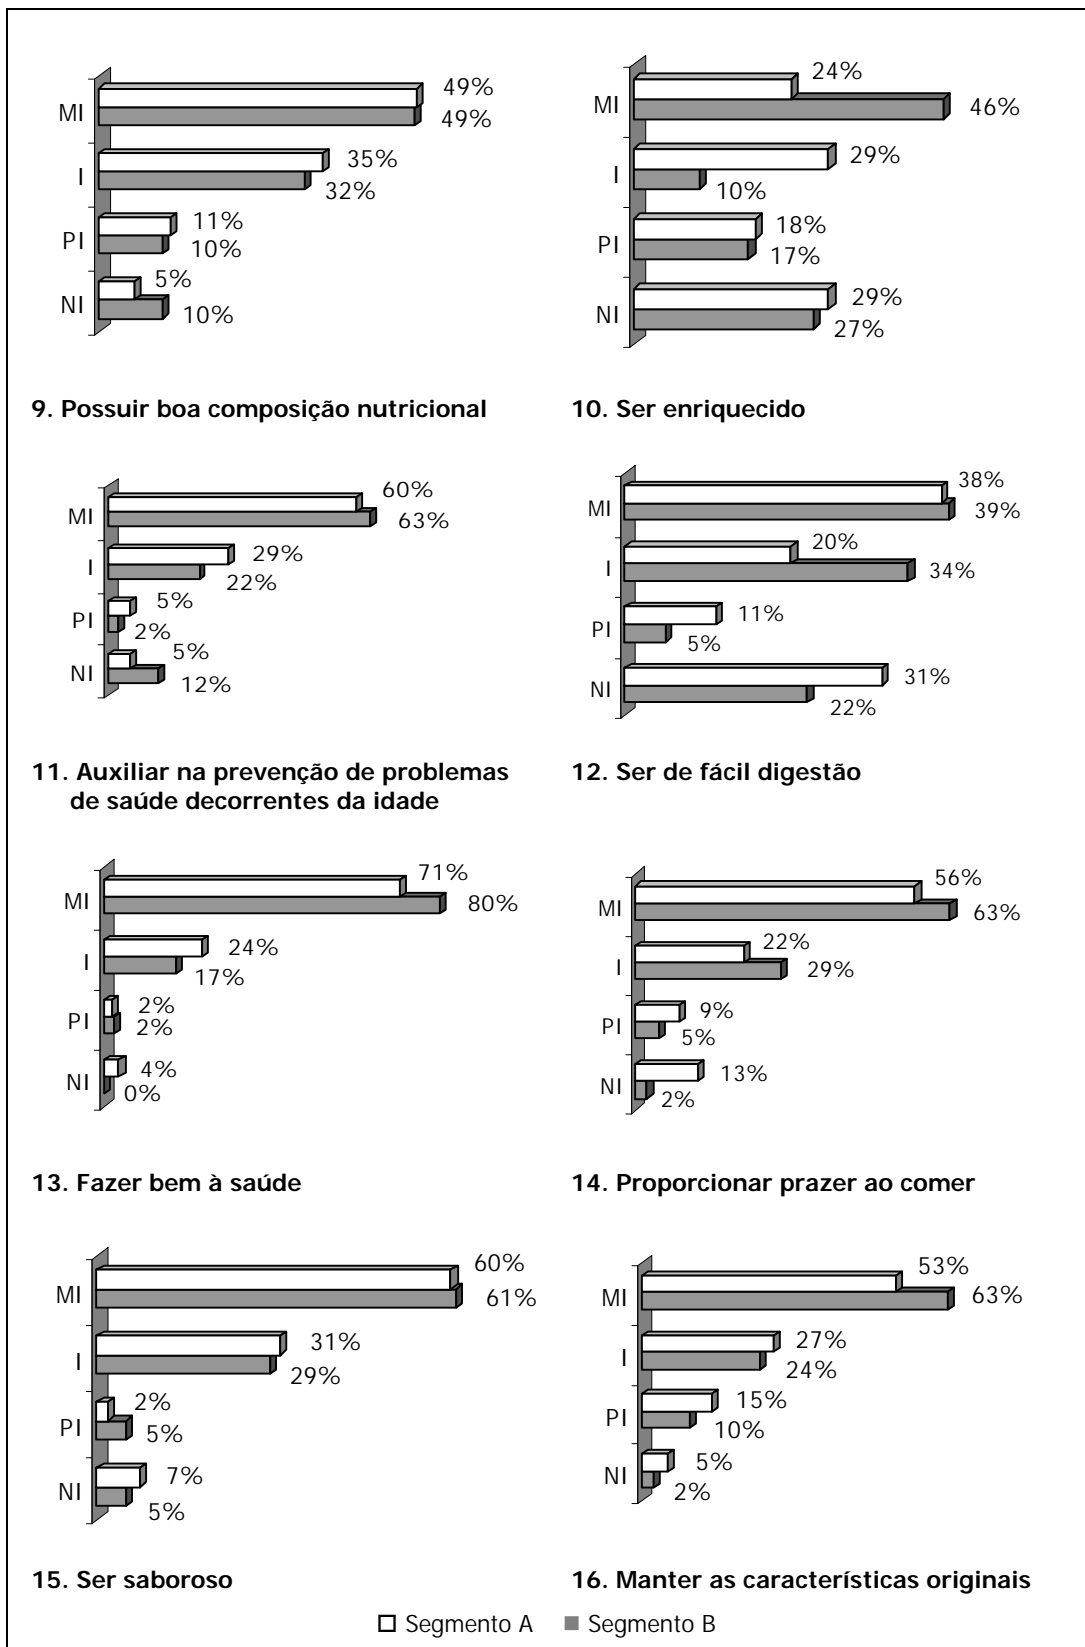 MI 49%
49%
I 35%
32%
PI 11%
10%
NI 5%
10%
9. Possuir boa composição nutricional
MI 24%
46%
I 29%
10%
PI 18%
17%
NI 29%
27%
10. Ser enriquecido
MI 60%
63%
I 29%
22%
PI 5%
2%
NI 5%
12%
11. Auxiliar na prevenção de problemas
de saúde decorrentes da idade
MI 38%
39%
I 20%
34%
PI 11%
5%
NI 31%
22%
12. Ser de fácil digestão
MI 71%
80%
I 24%
17%
PI 2%
2%
NI 4%
0%
13. Fazer bem à saúde
MI 56%
63%
I 22%
29%
PI 9%
5%
NI 13%
2%
14. Proporcionar prazer ao comer
MI 60%
61%
I 31%
29%
PI 2%
5%
NI 7%
5%
15. Ser saboroso
MI 53%
63%
I 27%
24%
PI 15%
10%
NI 5%
2%
16. Manter as características originais
Segmento A Segmento B